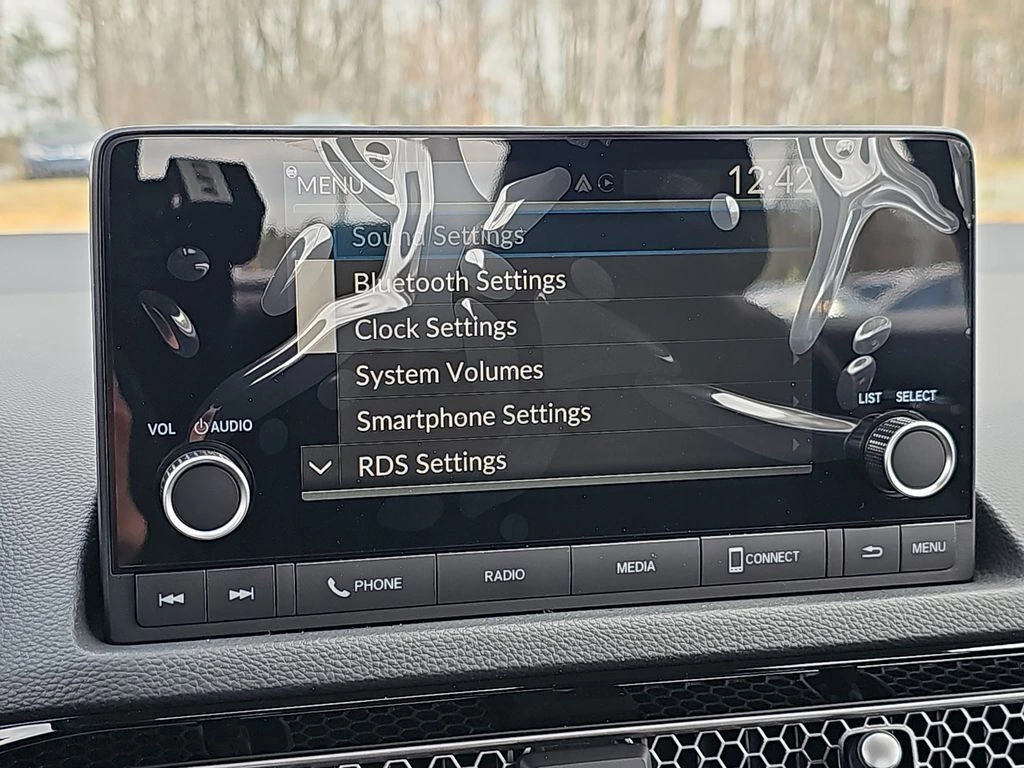 MENU
12:42
Sound Settings
Bluetooth Settings
Clock Settings
System Volumes
Smartphone Settings
RDS Settings
VOL AUDIO
LIST SELECT
PHONE
RADIO
MEDIA
CONNECT
MENU